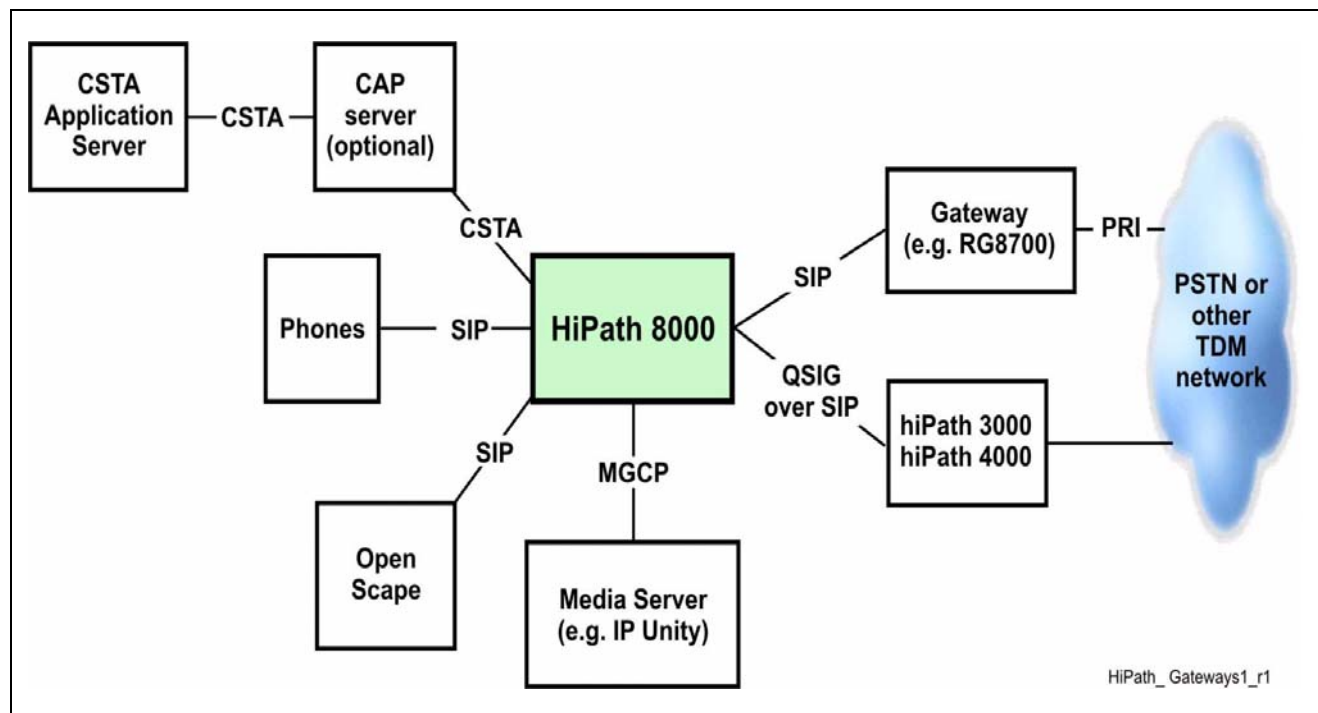 CSTA
Application
Server
CSTA
CAP
server
(optional)
CSTA
Gateway
(e.g. RG8700)
PRI
SIP
PSTN or
other
TDM
network
Phones
SIP
HiPath 8000
QSIG
over SIP
hiPath 3000
hiPath 4000
SIP
MGCP
Open
Scape
Media Server
(e.g. IP Unity)
HiPath_ Gateways1_r1